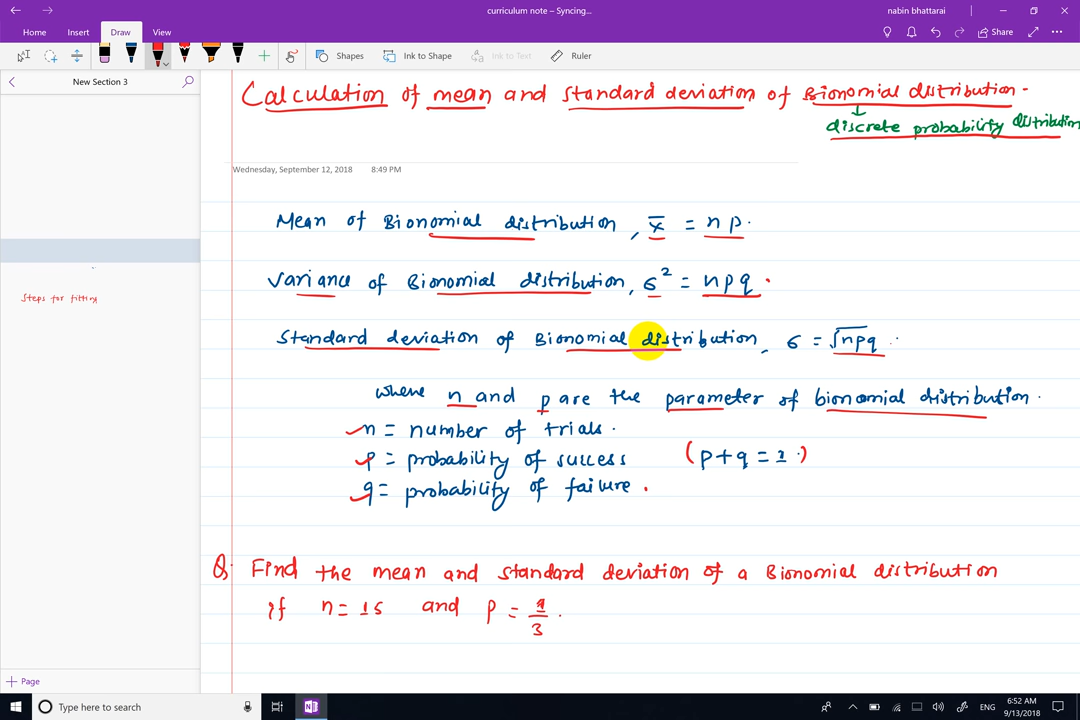 curriculum note – Syncing...
nabin bhattarai
Home Insert Draw View
Share
Shapes Ink to Shape Ink to Text Ruler
New Section 3
Calculation of mean and standard deviation of Bionomial distribution.
discrete probability distribution
Wednesday, September 12, 2018 8:49 PM
Mean of Bionomial distribution, x̅ = np.
Variance of Bionomial distribution, σ² = npq.
Steps for fitting
Standard deviation of Bionomial distribution, σ = √npq.
where n and p are the parameter of bionomial distribution.
n = number of trials.
p = probability of success (p+q=1.)
q = probability of failure.
Q. Find the mean and standard deviation of a Bionomial distribution
if n = 15 and p = 1/3.
Page
Type here to search
ENG
6:52 AM
9/13/2018